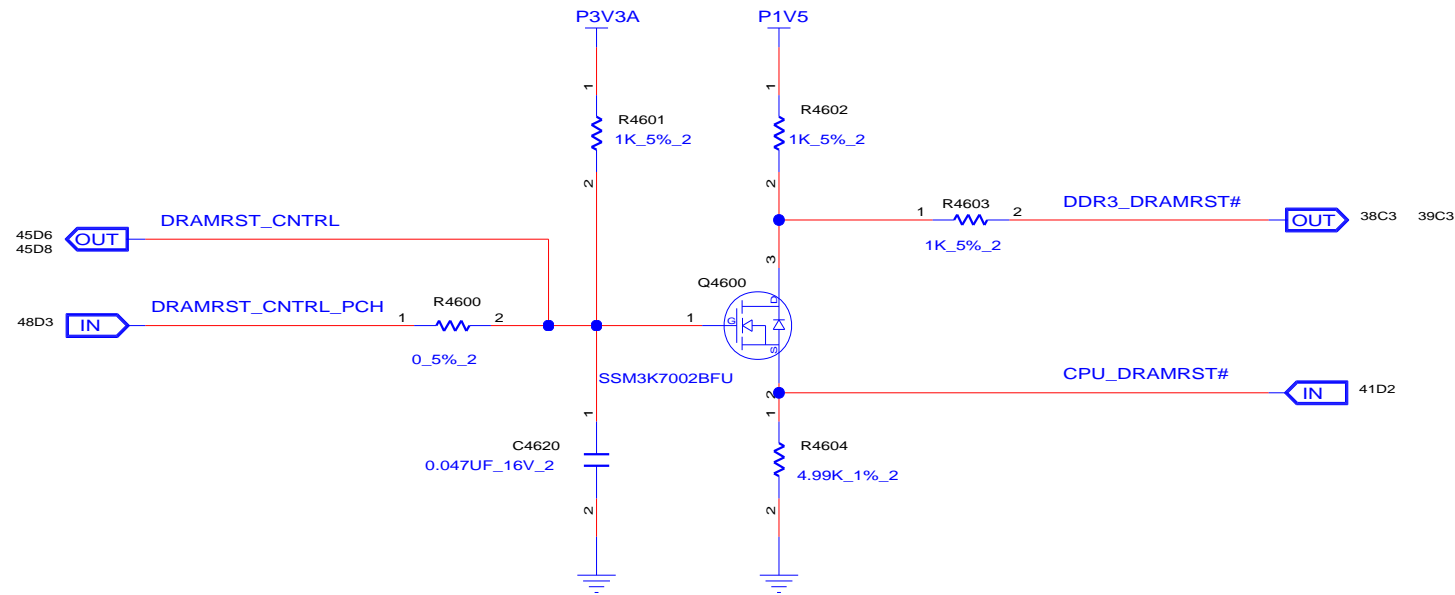 P3V3A P1V5
1 1
R4601 R4602
1K_5%_2 1K_5%_2
2 2
DRAMRST_CNTRL R4603 DDR3_DRAMRST#
1 2
45D6 OUT OUT 38C3 39C3
45D8
1K_5%_2
3
Q4600
D
DRAMRST_CNTRL_PCH R4600
48D3 IN 1 2 1 G
S
0_5%_2
SSM3K7002BFU CPU_DRAMRST#
2 IN 41D2
1 1
C4620 R4604
0.047UF_16V_2 4.99K_1%_2
2 2